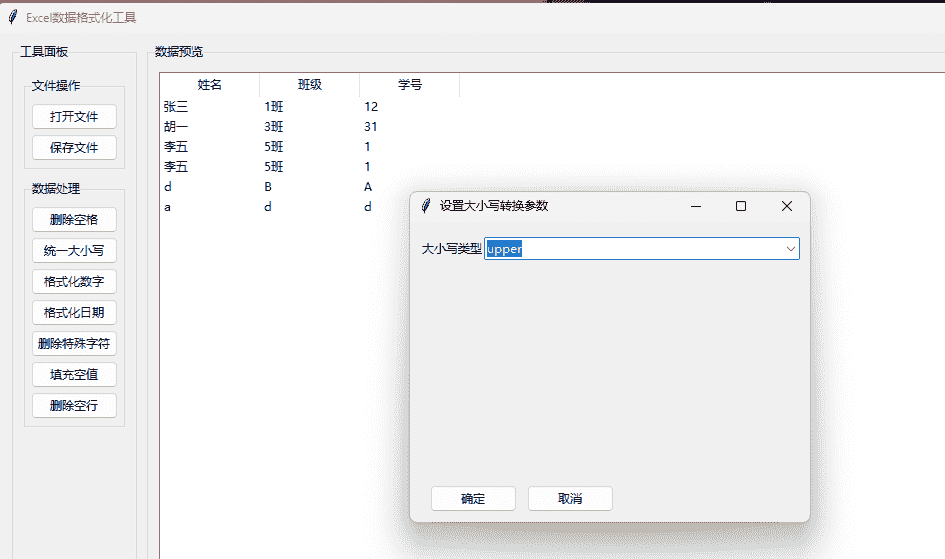 Excel数据格式化工具
工具面板
文件操作
打开文件
保存文件
数据处理
删除空格
统一大小写
格式化数字
格式化日期
删除特殊字符
填充空值
删除空行
数据预览
姓名 班级 学号
张三 1班 12
胡一 3班 31
李五 5班 1
李五 5班 1
d B A
a d d
设置大小写转换参数
大小写类型 upper
确定 取消